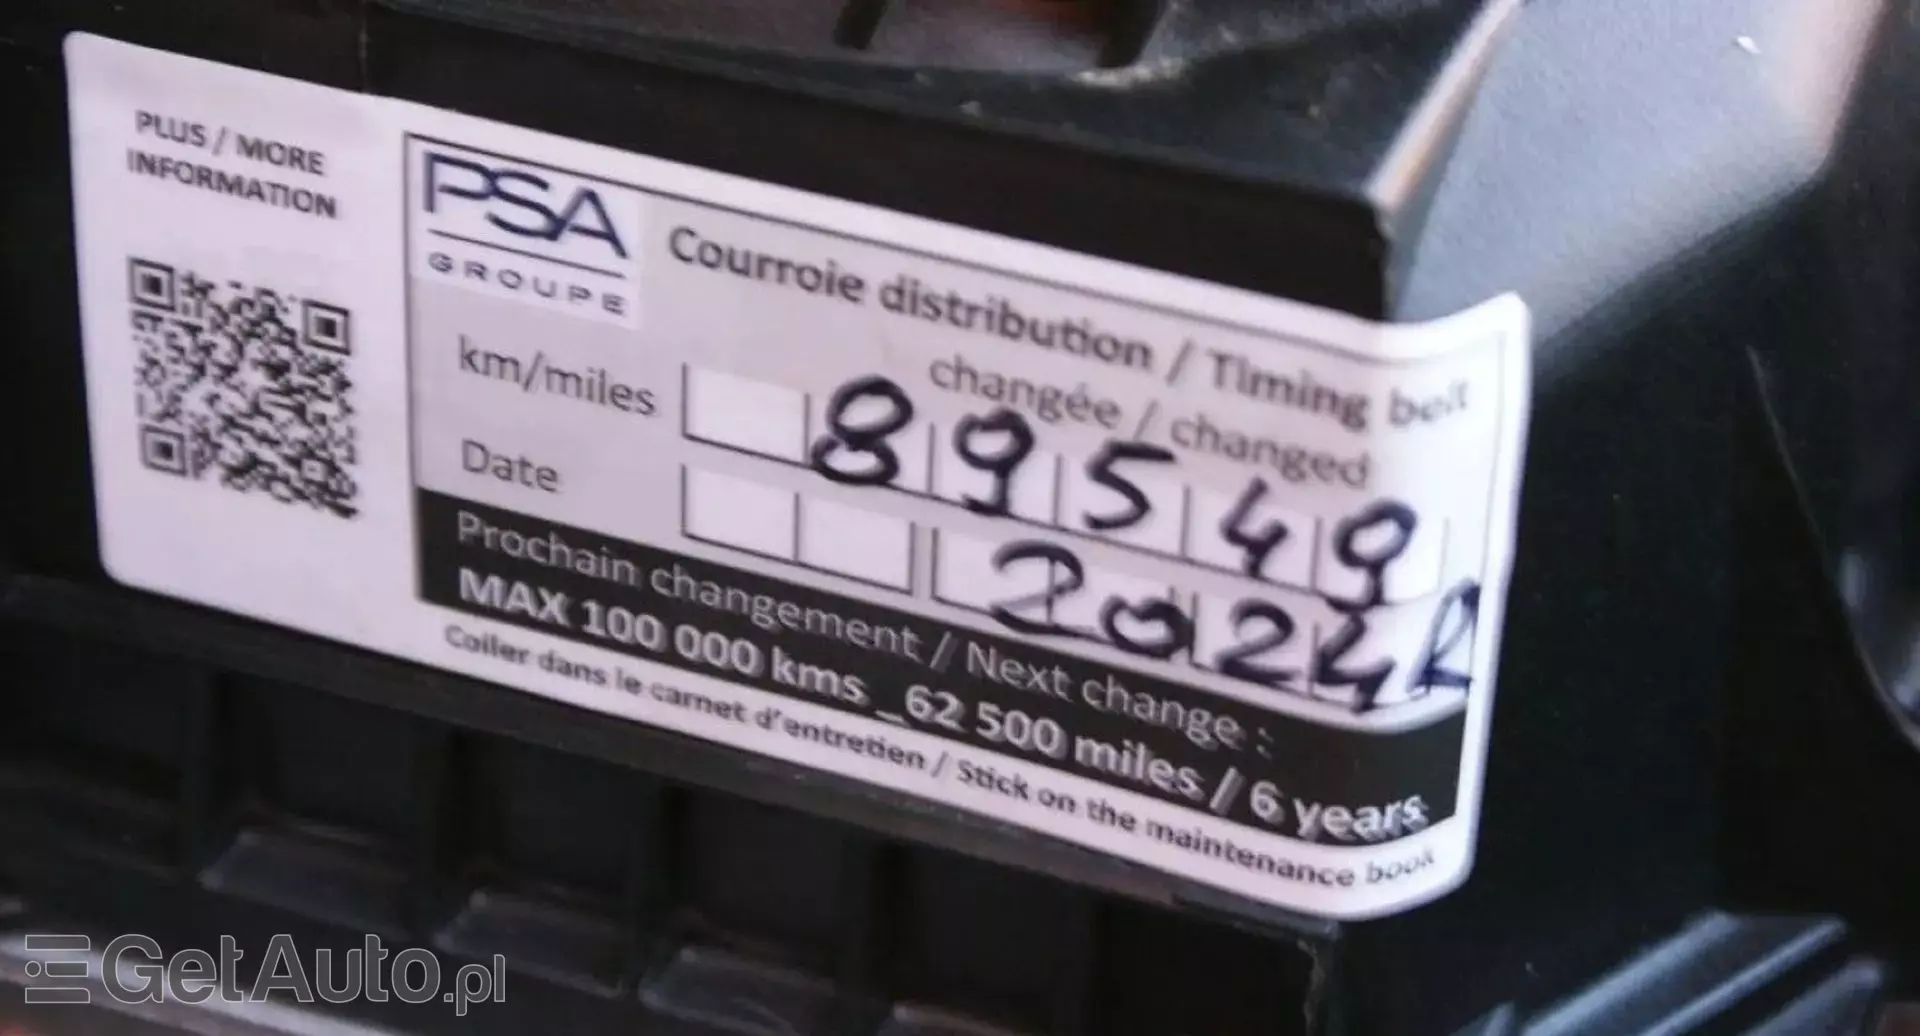 PLUS / MORE
INFORMATION
PSA
GROUPE
Courroie distribution / Timing belt
changée / changed
km/miles 89549
Date 2024R
Prochain changement / Next change :
MAX 100 000 kms _62 500 miles / 6 years
Coller dans le carnet d'entretien / Stick on the maintenance book
GetAuto.pl